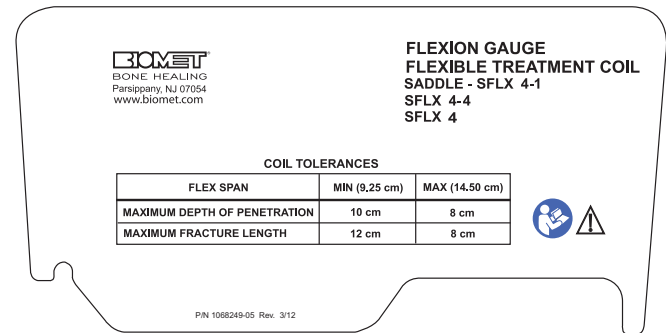 BIOMET
BONE HEALING
Parsippany, NJ 07054
www.biomet.com
FLEXION GAUGE
FLEXIBLE TREATMENT COIL
SADDLE - SFLX 4-1
SFLX 4-4
SFLX 4
COIL TOLERANCES
FLEX SPAN MIN (9.25 cm) MAX (14.50 cm)
MAXIMUM DEPTH OF PENETRATION 10 cm 8 cm
MAXIMUM FRACTURE LENGTH 12 cm 8 cm
P/N 1068249-05 Rev. 3/12